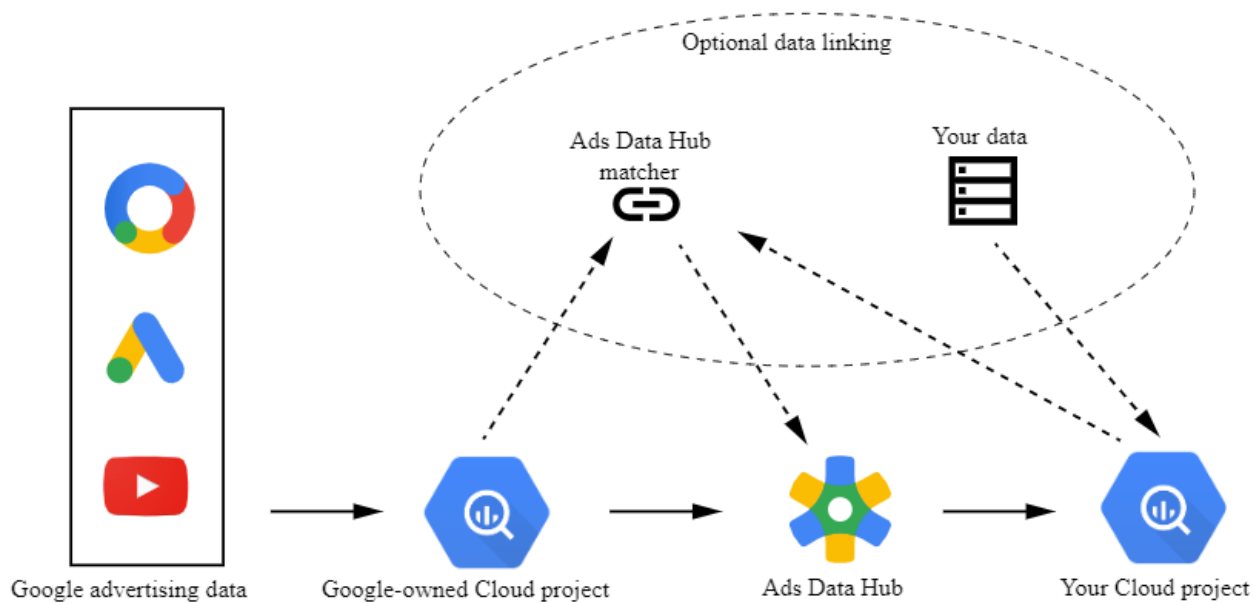 Optional data linking
Ads Data Hub
matcher
Your data
Google advertising data
Google-owned Cloud project
Ads Data Hub
Your Cloud project